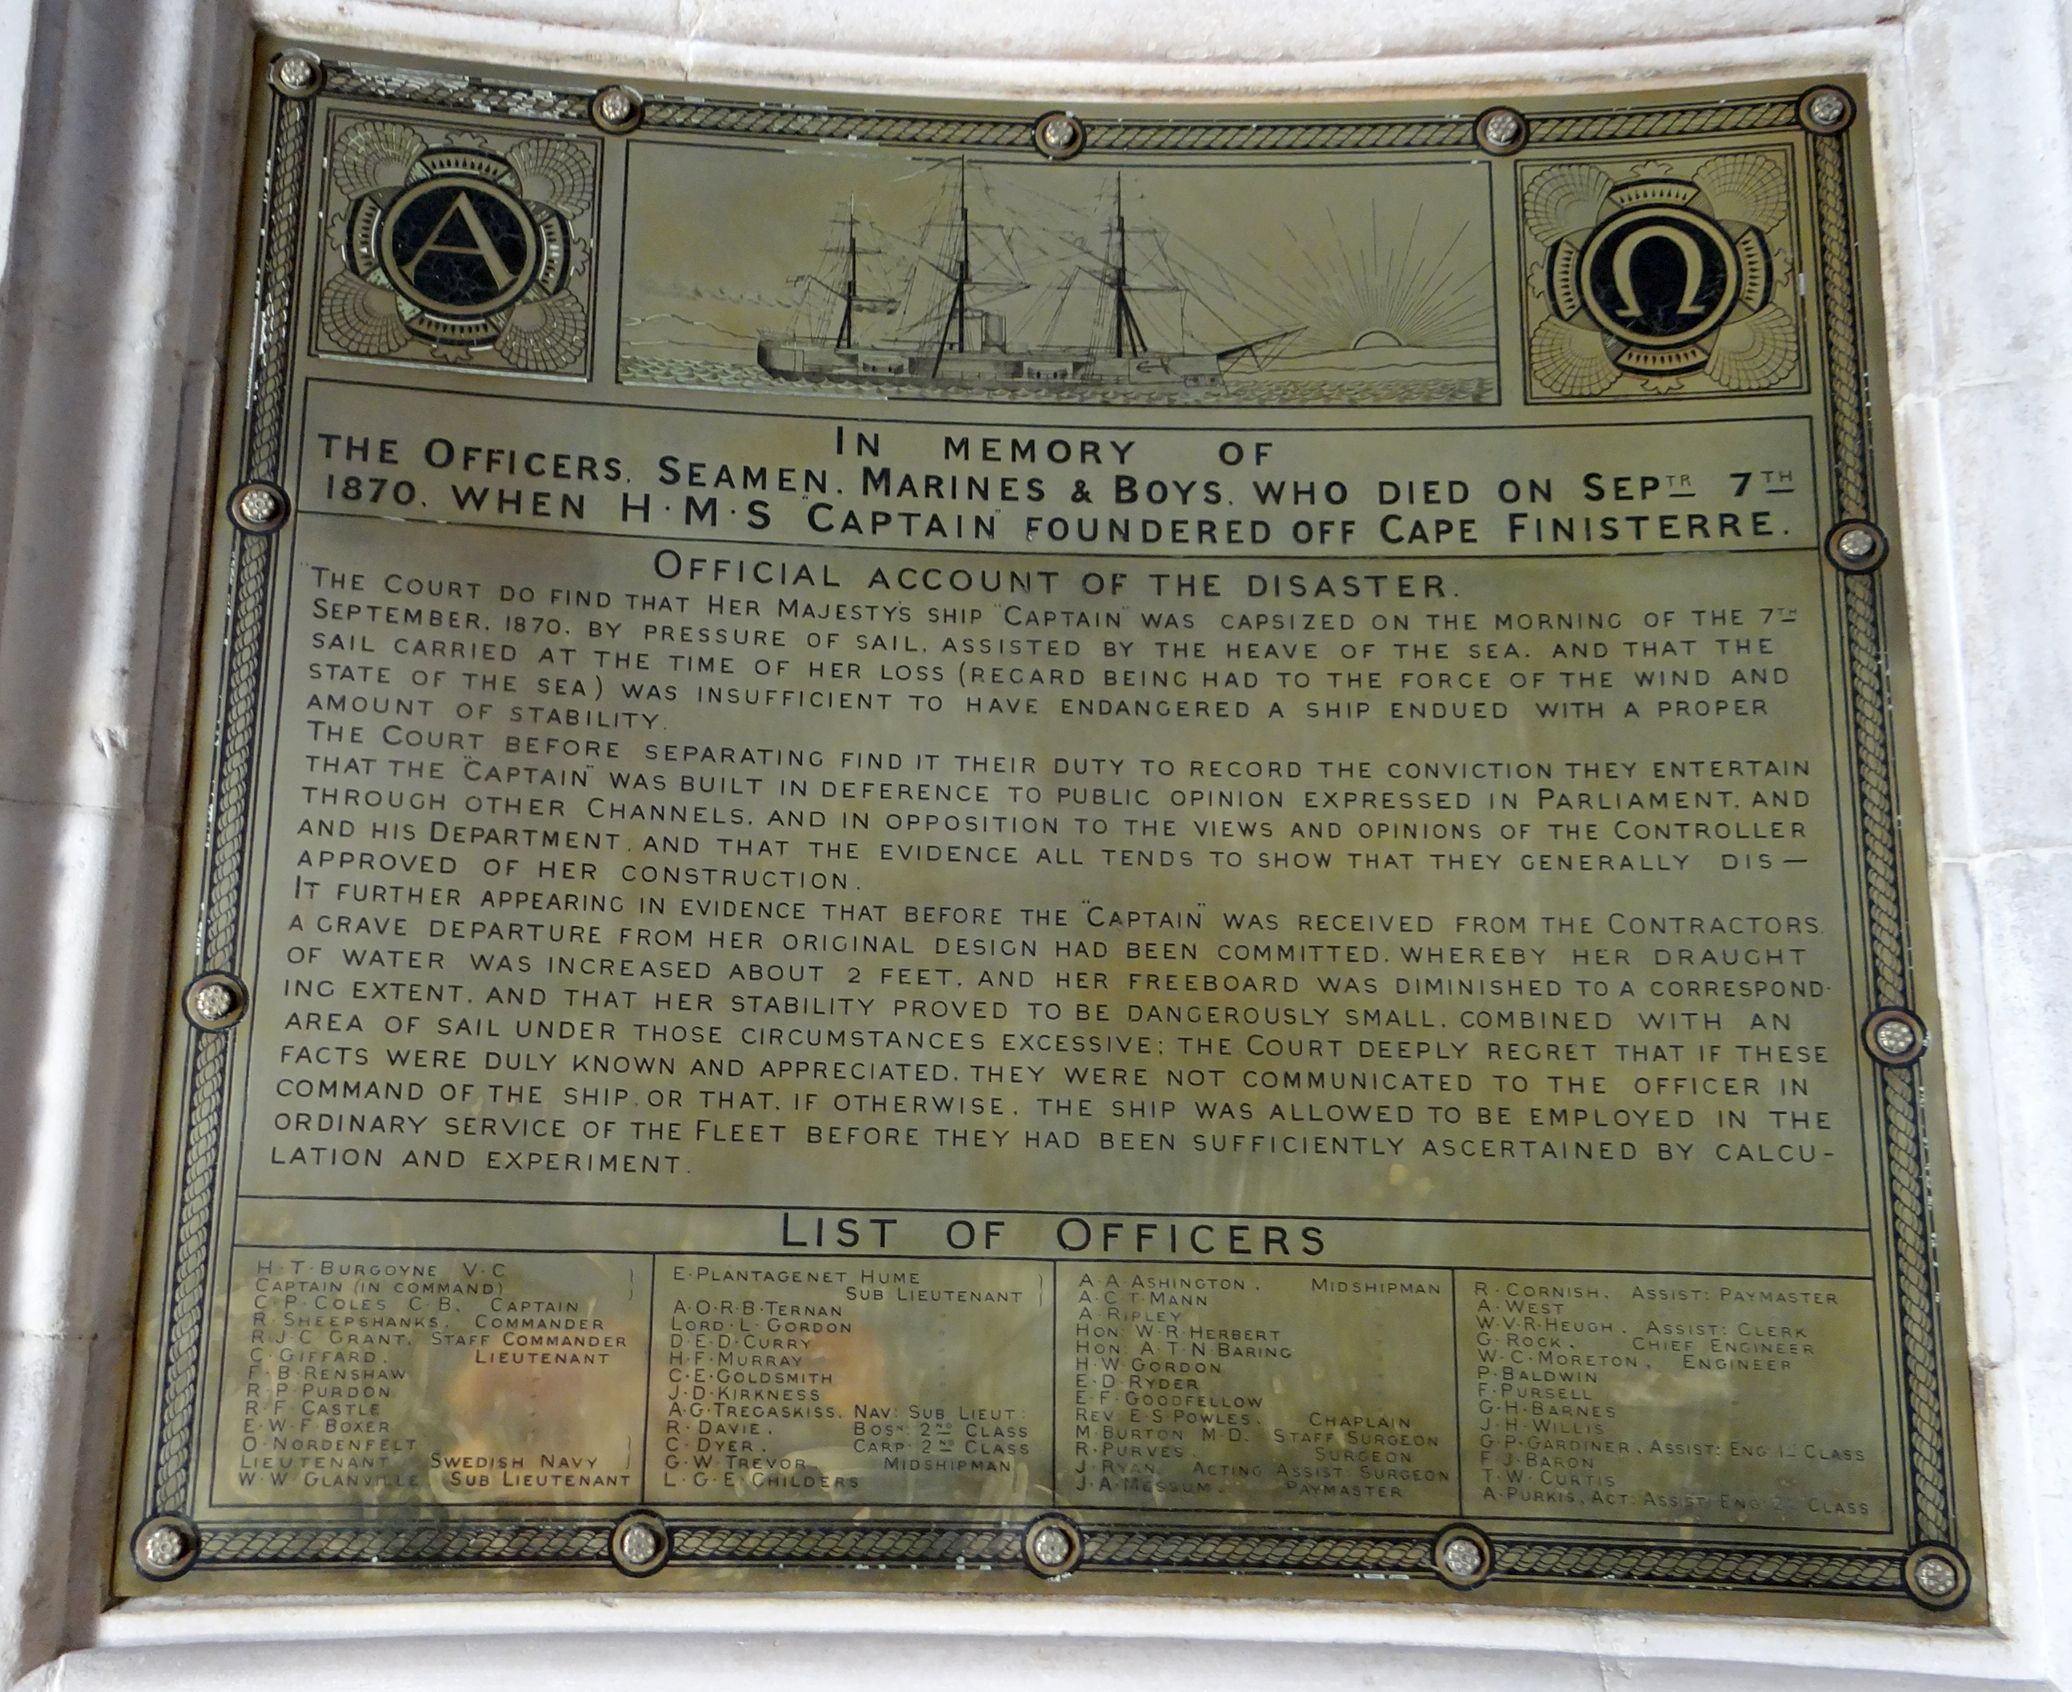 A
Ω
IN MEMORY OF
THE OFFICERS, SEAMEN, MARINES & BOYS, WHO DIED ON SEPTR 7TH
1870, WHEN H·M·S "CAPTAIN" FOUNDERED OFF CAPE FINISTERRE.
OFFICIAL ACCOUNT OF THE DISASTER.
"THE COURT DO FIND THAT HER MAJESTY'S SHIP "CAPTAIN" WAS CAPSIZED ON THE MORNING OF THE 7TH
SEPTEMBER, 1870, BY PRESSURE OF SAIL, ASSISTED BY THE HEAVE OF THE SEA. AND THAT THE
SAIL CARRIED AT THE TIME OF HER LOSS (REGARD BEING HAD TO THE FORCE OF THE WIND AND
STATE OF THE SEA) WAS INSUFFICIENT TO HAVE ENDANGERED A SHIP ENDUED WITH A PROPER
AMOUNT OF STABILITY.
THE COURT BEFORE SEPARATING FIND IT THEIR DUTY TO RECORD THE CONVICTION THEY ENTERTAIN
THAT THE "CAPTAIN" WAS BUILT IN DEFERENCE TO PUBLIC OPINION EXPRESSED IN PARLIAMENT, AND
THROUGH OTHER CHANNELS, AND IN OPPOSITION TO THE VIEWS AND OPINIONS OF THE CONTROLLER
AND HIS DEPARTMENT, AND THAT THE EVIDENCE ALL TENDS TO SHOW THAT THEY GENERALLY DIS—
APPROVED OF HER CONSTRUCTION.
IT FURTHER APPEARING IN EVIDENCE THAT BEFORE THE "CAPTAIN" WAS RECEIVED FROM THE CONTRACTORS.
A GRAVE DEPARTURE FROM HER ORIGINAL DESIGN HAD BEEN COMMITTED, WHEREBY HER DRAUGHT
OF WATER WAS INCREASED ABOUT 2 FEET, AND HER FREEBOARD WAS DIMINISHED TO A CORRESPOND-
ING EXTENT, AND THAT HER STABILITY PROVED TO BE DANGEROUSLY SMALL, COMBINED WITH AN
AREA OF SAIL UNDER THOSE CIRCUMSTANCES EXCESSIVE; THE COURT DEEPLY REGRET THAT IF THESE
FACTS WERE DULY KNOWN AND APPRECIATED, THEY WERE NOT COMMUNICATED TO THE OFFICER IN
COMMAND OF THE SHIP, OR THAT, IF OTHERWISE, THE SHIP WAS ALLOWED TO BE EMPLOYED IN THE
ORDINARY SERVICE OF THE FLEET BEFORE THEY HAD BEEN SUFFICIENTLY ASCERTAINED BY CALCU-
LATION AND EXPERIMENT.
LIST OF OFFICERS
H·T·BURGOYNE V·C
CAPTAIN (IN COMMAND)
C·P·COLES C·B, CAPTAIN
R·SHEEPSHANKS, COMMANDER
R·J·C·GRANT, STAFF COMMANDER
C·GIFFARD, LIEUTENANT
F·B·RENSHAW
R·P·PURDON
R·F·CASTLE
E·W·F·BOXER
O·NORDENFELT
LIEUTENANT SWEDISH NAVY
W·W·GLANVILLE SUB LIEUTENANT
E·PLANTAGENET HUME
SUB LIEUTENANT
A·O·R·B·TERNAN
LORD·L·GORDON
D·E·D·CURRY
H·F·MURRAY
C·E·GOLDSMITH
J·D·KIRKNESS
A·G·TREGASKISS, NAV: SUB LIEUT:
R·DAVIE, BOSN: 2ND CLASS
C·DYER, CARP: 2ND CLASS
G·W·TREVOR MIDSHIPMAN
L·G·E·CHILDERS
A·A·ASHINGTON, MIDSHIPMAN
A·C·T·MANN
A·RIPLEY
HON: W·R·HERBERT
HON: A·T·N·BARING
H·W·GORDON
E·D·RYDER
E·F·GOODFELLOW
REV E·S·POWLES, CHAPLAIN
M·BURTON M·D. STAFF SURGEON
R·PURVES, SURGEON
J·RYAN, ACTING ASSIST: SURGEON
J·A·MESSUM, PAYMASTER
R·CORNISH, ASSIST: PAYMASTER
A·WEST
W·V·R·HEUGH, ASSIST: CLERK
G·ROCK, CHIEF ENGINEER
W·C·MORETON, ENGINEER
P·BALDWIN
F·PURSELL
G·H·BARNES
J·H·WILLIS
G·P·GARDINER, ASSIST: ENG 1ST CLASS
F·J·BARON
T·W·CURTIS
A·PURKIS, ACT: ASSIST: ENG 2ND CLASS